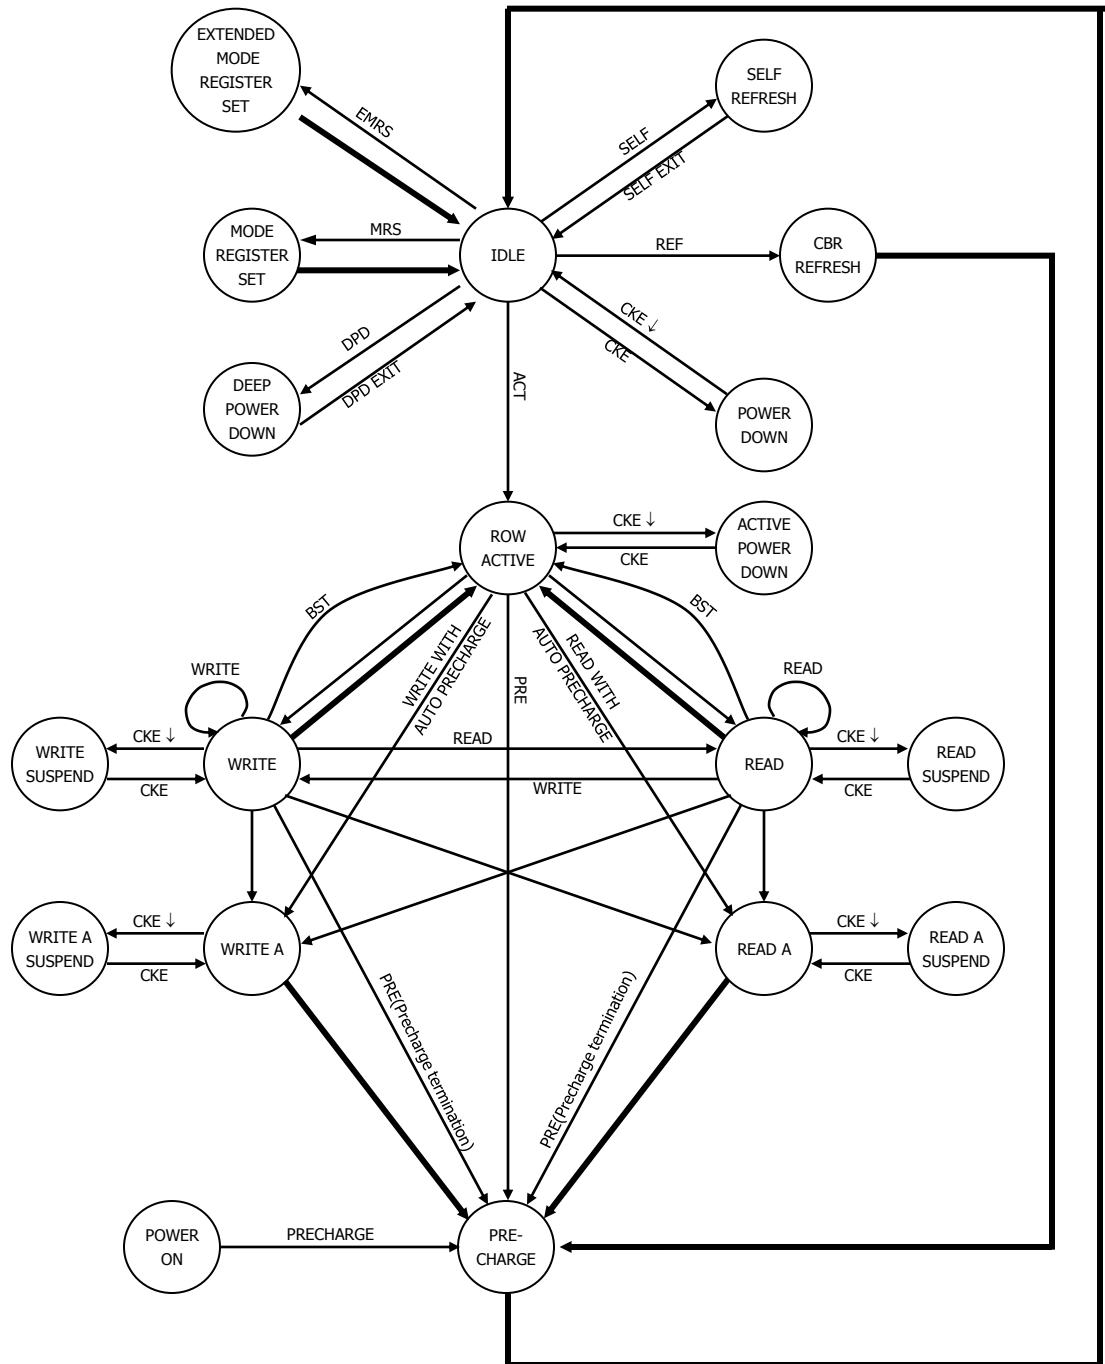 EXTENDED
MODE
REGISTER
SET
SELF
REFRESH
EMRS
SELF
SELF EXIT
MODE
REGISTER
SET
MRS
IDLE
REF
CBR
REFRESH
DPD
DPD EXIT
CKE ↓
CKE
ACT
DEEP
POWER
DOWN
POWER
DOWN
ROW
ACTIVE
CKE ↓
CKE
ACTIVE
POWER
DOWN
BST
BST
WRITE WITH
AUTO PRECHARGE
PRE
READ WITH
AUTO PRECHARGE
WRITE
READ
WRITE
SUSPEND
CKE ↓
CKE
WRITE
READ
WRITE
READ
CKE ↓
CKE
READ
SUSPEND
WRITE A
SUSPEND
CKE ↓
CKE
WRITE A
READ A
CKE ↓
CKE
READ A
SUSPEND
PRE(Precharge termination)
PRE(Precharge termination)
POWER
ON
PRECHARGE
PRE-
CHARGE